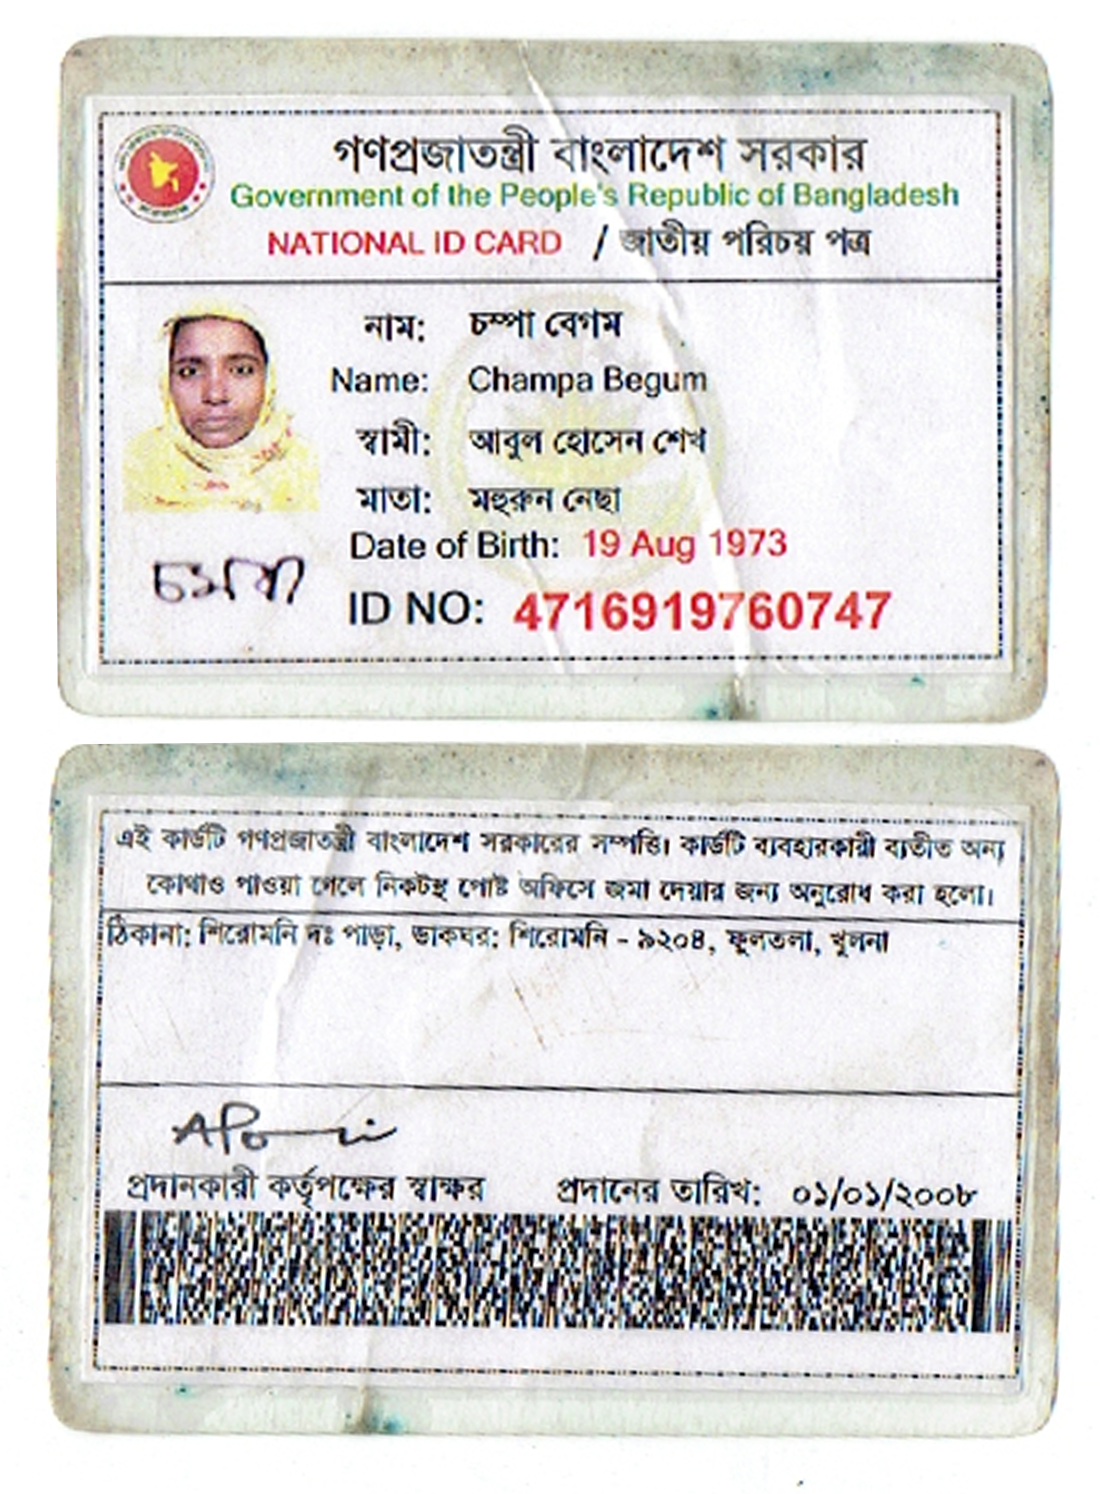 গণপ্রজাতন্ত্রী বাংলাদেশ সরকার
Government of the People's Republic of Bangladesh
NATIONAL ID CARD / জাতীয় পরিচয় পত্র
নাম: চম্পা বেগম
Name: Champa Begum
স্বামী: আবুল হোসেন শেখ
মাতা: মহুরুন নেছা
Date of Birth: 19 Aug 1973
ID NO: 4716919760747
এই কার্ডটি গণপ্রজাতন্ত্রী বাংলাদেশ সরকারের সম্পত্তি। কার্ডটি ব্যবহারকারী ব্যতীত অন্য
কোথাও পাওয়া গেলে নিকটস্থ পোষ্ট অফিসে জমা দেয়ার জন্য অনুরোধ করা হলো।
ঠিকানা: শিরোমনি দঃ পাড়া, ডাকঘর: শিরোমনি - ৯২০৪, ফুলতলা, খুলনা
প্রদানকারী কর্তৃপক্ষের স্বাক্ষর প্রদানের তারিখ: ০১/০১/২০০৮